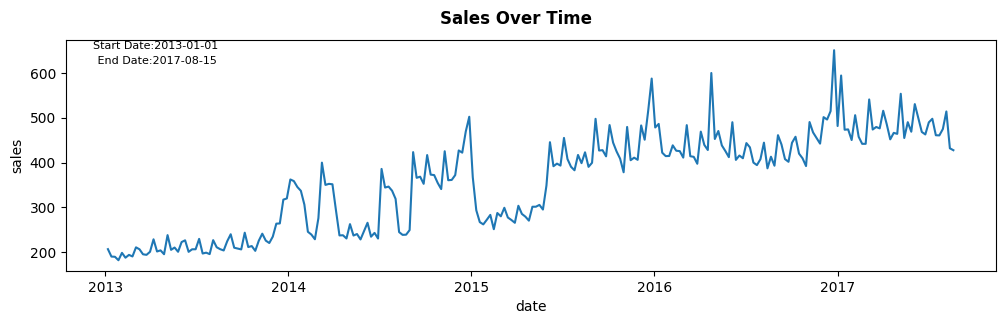 Sales Over Time
Start Date:2013-01-01
End Date:2017-08-15
sales
600
500
400
300
200
2013 2014 2015 2016 2017
date